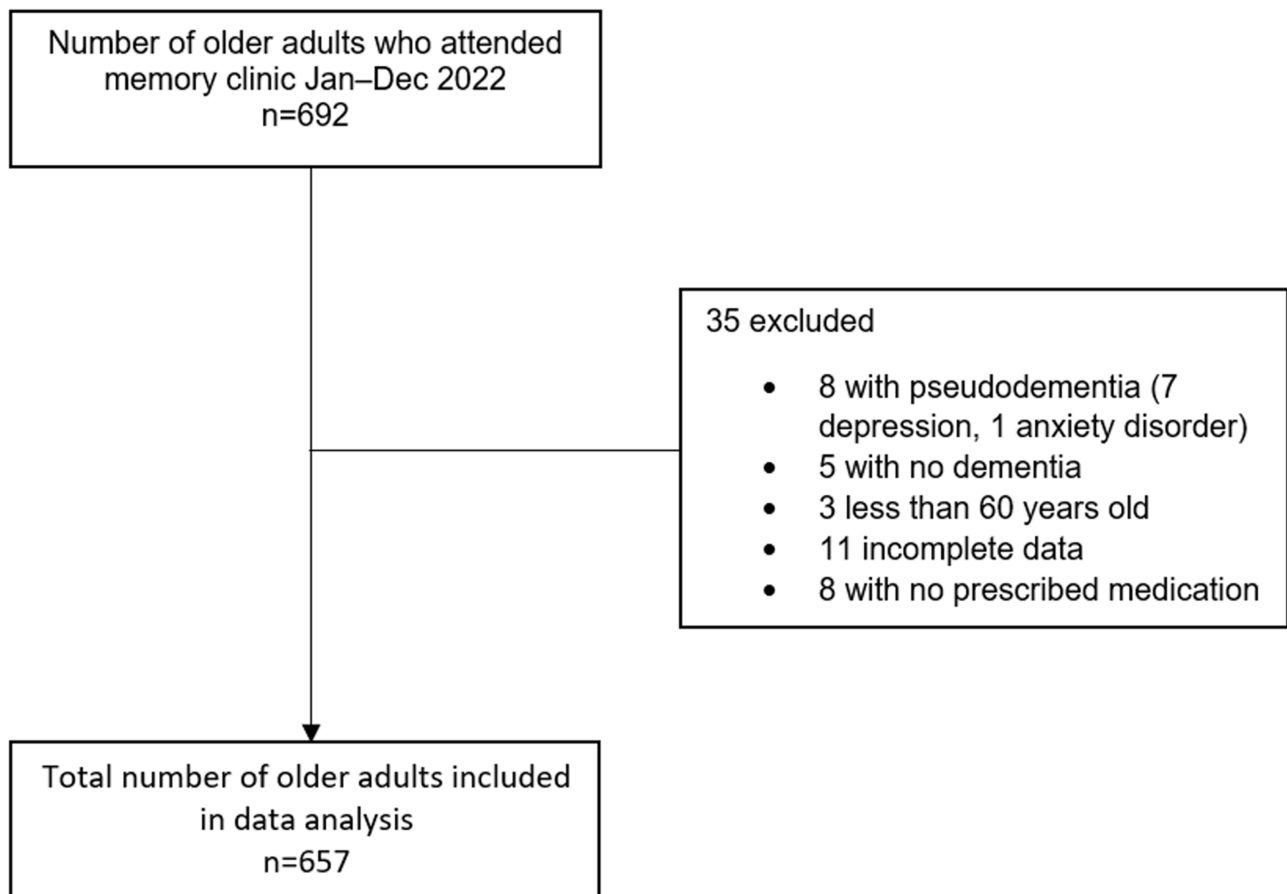 Number of older adults who attended
memory clinic Jan–Dec 2022
n=692
35 excluded
• 8 with pseudodementia (7
depression, 1 anxiety disorder)
• 5 with no dementia
• 3 less than 60 years old
• 11 incomplete data
• 8 with no prescribed medication
Total number of older adults included
in data analysis
n=657